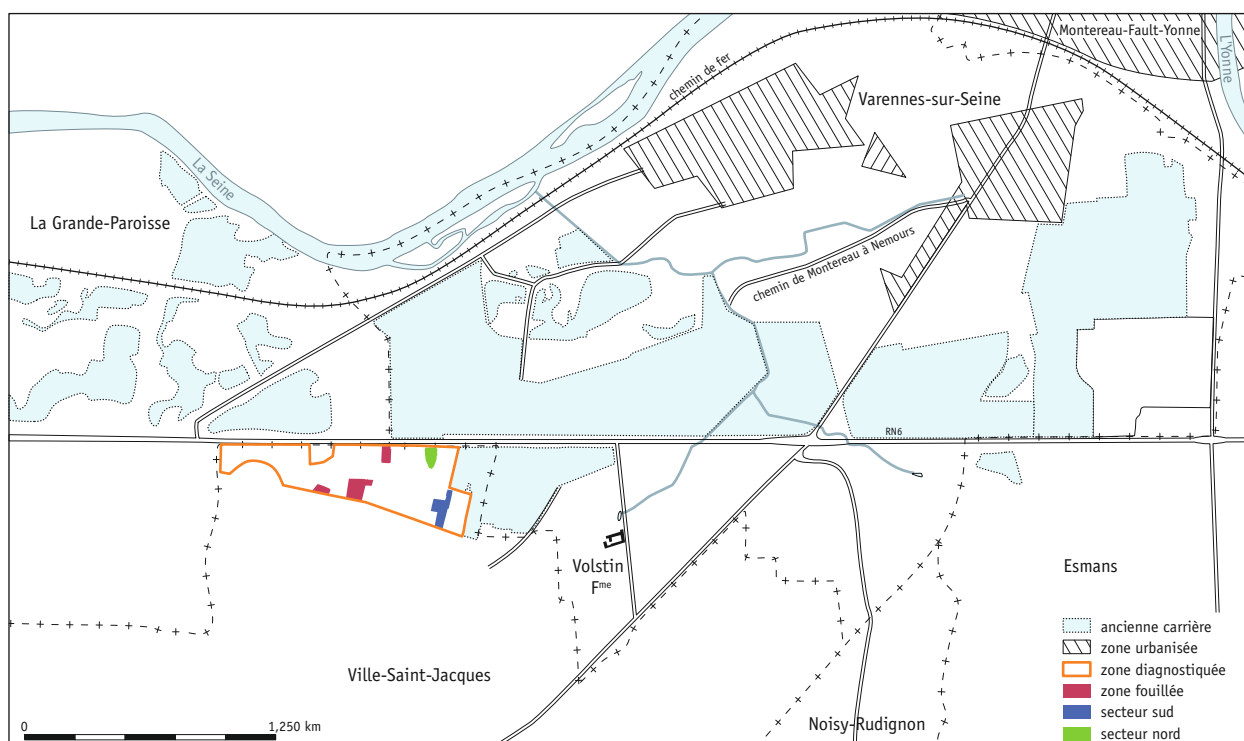 Montereau-Fault-Yonne
L'Yonne
chemin de fer
Varennes-sur-Seine
La Seine
La Grande-Paroisse
chemin de Montereau à Nemours
RN6
Volstin
Fme
Esmans
Ville-Saint-Jacques
Noisy-Rudignon
ancienne carrière
zone urbanisée
zone diagnostiquée
zone fouillée
secteur sud
secteur nord
0 1,250 km